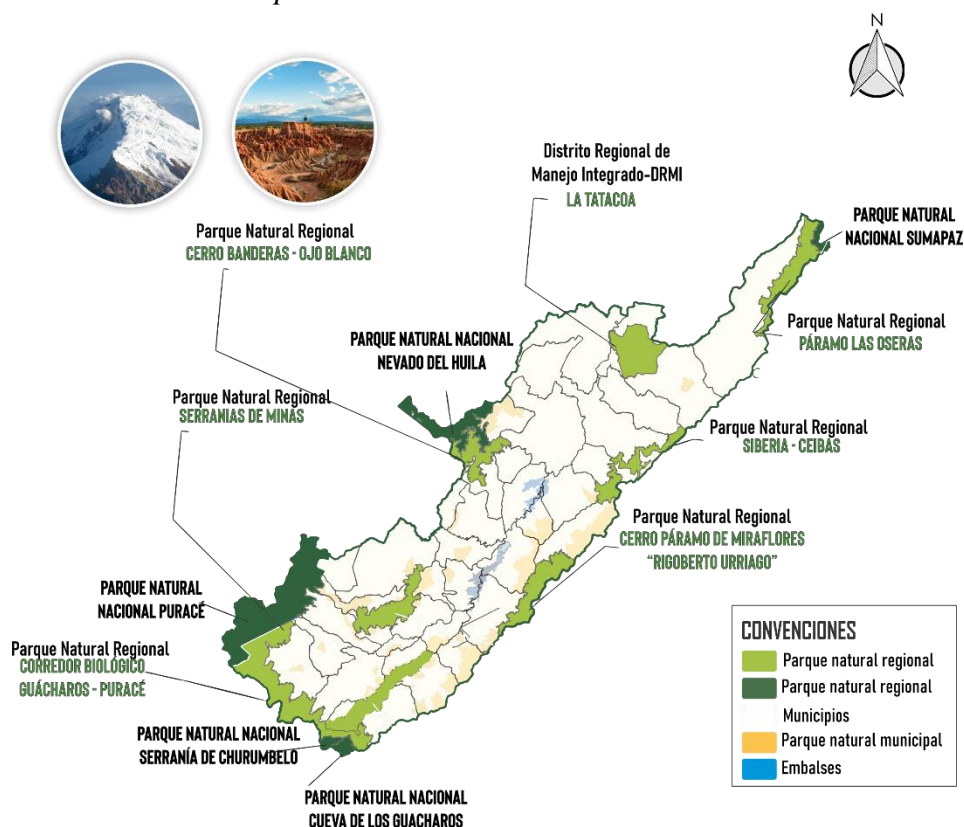 N
Distrito Regional de
Manejo Integrado-DRMI
LA TATACOA
PARQUE NATURAL
NACIONAL SUMAPAZ
Parque Natural Regional
CERRO BANDERAS - OJO BLANCO
Parque Natural Regional
PÁRAMO LAS OSERAS
PARQUE NATURAL NACIONAL
NEVADO DEL HUILA
Parque Natural Regional
SERRANIAS DE MINAS
Parque Natural Regional
SIBERIA - CEIBAS
Parque Natural Regional
CERRO PÁRAMO DE MIRAFLORES
“RIGOBERTO URRIAGO”
PARQUE NATURAL
NACIONAL PURACÉ
Parque Natural Regional
CORREDOR BIOLÓGICO
GUÁCHAROS - PURACÉ
PARQUE NATURAL NACIONAL
SERRANÍA DE CHURUMBELO
PARQUE NATURAL NACIONAL
CUEVA DE LOS GUACHAROS
CONVENCIONES
Parque natural regional
Parque natural regional
Municipios
Parque natural municipal
Embalses